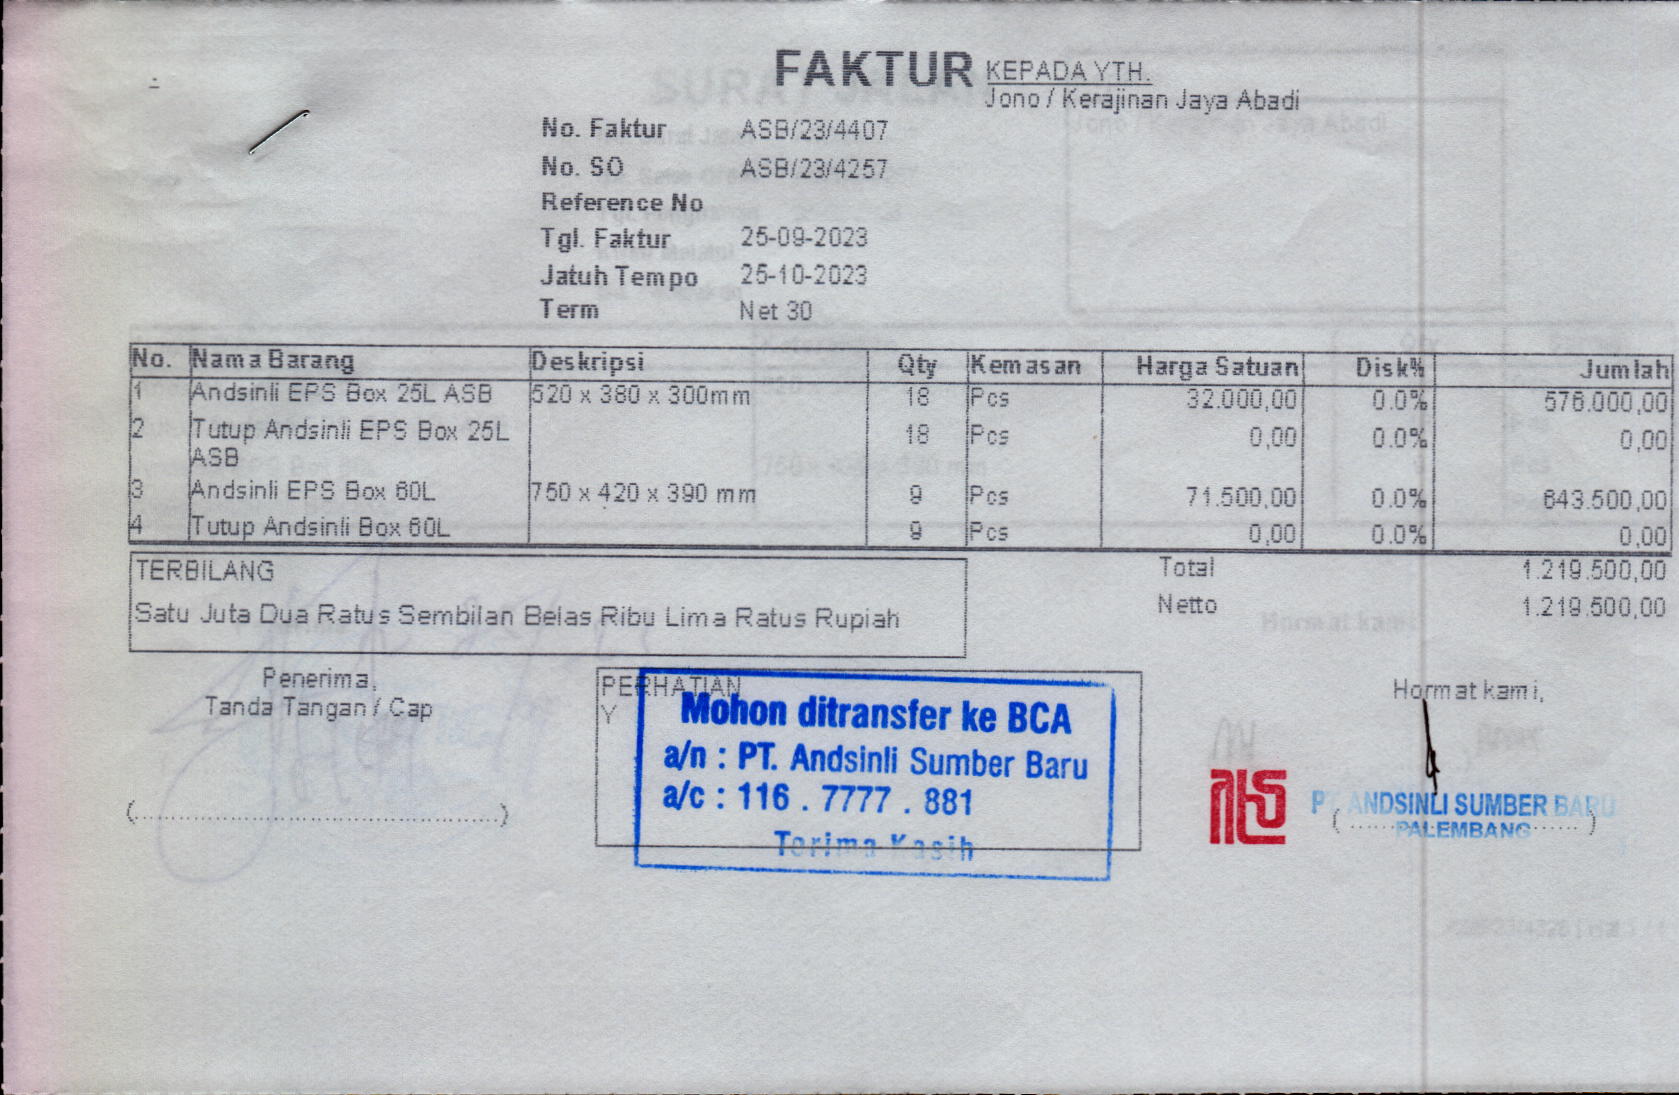 FAKTUR
KEPADA YTH.
Jono / Kerajinan Jaya Abadi
No. Faktur ASB/23/4407
No. SO ASB/23/4257
Reference No
Tgl. Faktur 25-09-2023
Jatuh Tempo 25-10-2023
Term Net 30
No. Nama Barang Deskripsi Qty Kemasan Harga Satuan Disk% Jumlah
1 Andsinli EPS Box 25L ASB 520 x 380 x 300mm 18 Pcs 32.000,00 0.0% 576.000,00
2 Tutup Andsinli EPS Box 25L 18 Pcs 0,00 0.0% 0,00
ASB
3 Andsinli EPS Box 60L 750 x 420 x 390 mm 9 Pcs 71.500,00 0.0% 643.500,00
4 Tutup Andsinli Box 60L 9 Pcs 0,00 0.0% 0,00
TERBILANG
Satu Juta Dua Ratus Sembilan Belas Ribu Lima Ratus Rupiah
Total 1.219.500,00
Netto 1.219.500,00
Penerima,
Tanda Tangan / Cap
(...............................................)
PERHATIAN
Y
Mohon ditransfer ke BCA
a/n : PT. Andsinli Sumber Baru
a/c : 116 . 7777 . 881
Terima Kasih
Hormat kami,
PT ANDSINLI SUMBER BARU
PALEMBANG